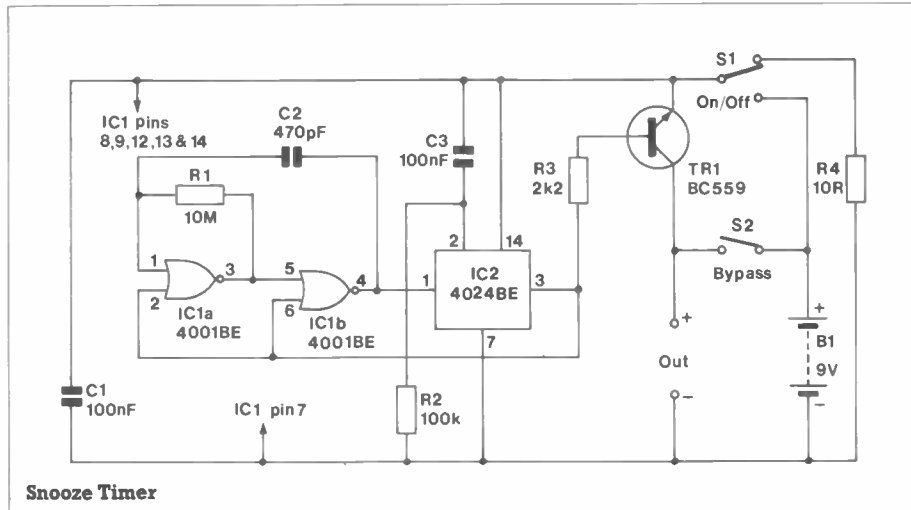 S1
On/Off
IC1 pins
8,9,12,13 & 14
C2
470pF
C3
100nF
R3
2k2
TR1
BC559
R4
10R
R1
10M
S2
Bypass
1
2
3
IC1a
4001BE
5
6
4
IC1b
4001BE
2
14
1
IC2
4024BE
3
7
+
Out
−
+
B1
9V
−
C1
100nF
IC1 pin 7
R2
100k
Snooze Timer